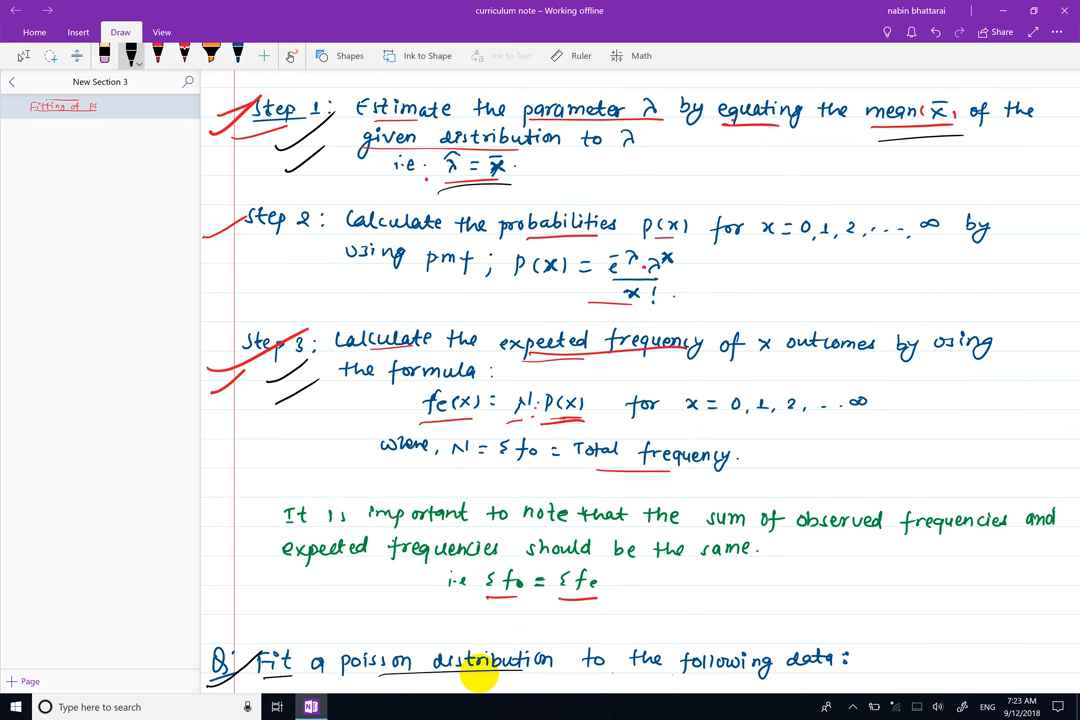 curriculum note – Working offline
nabin bhattarai
Home Insert Draw View
Share
Shapes Ink to Shape Ink to Text Ruler Math
New Section 3
Fitting of
Step 1: Estimate the parameter λ by equating the mean(x̄) of the
given distribution to λ
i.e. λ̂ = x̄.
Step 2: Calculate the probabilities P(x) for x = 0, 1, 2, ..., ∞ by
using pmf ; P(X) = e^-λ.λ^x
x!
Step 3: Calculate the expected frequency of x outcomes by using
the formula:
fe(x) = N. P(X) for x = 0, 1, 2, .. ∞
where, N = Σfo = Total frequency.
It is important to note that the sum of observed frequencies and
expected frequencies should be the same.
i.e Σfo = Σfe
Q: Fit a poisson distribution to the following data:
Page
Type here to search
ENG
7:23 AM
9/12/2018